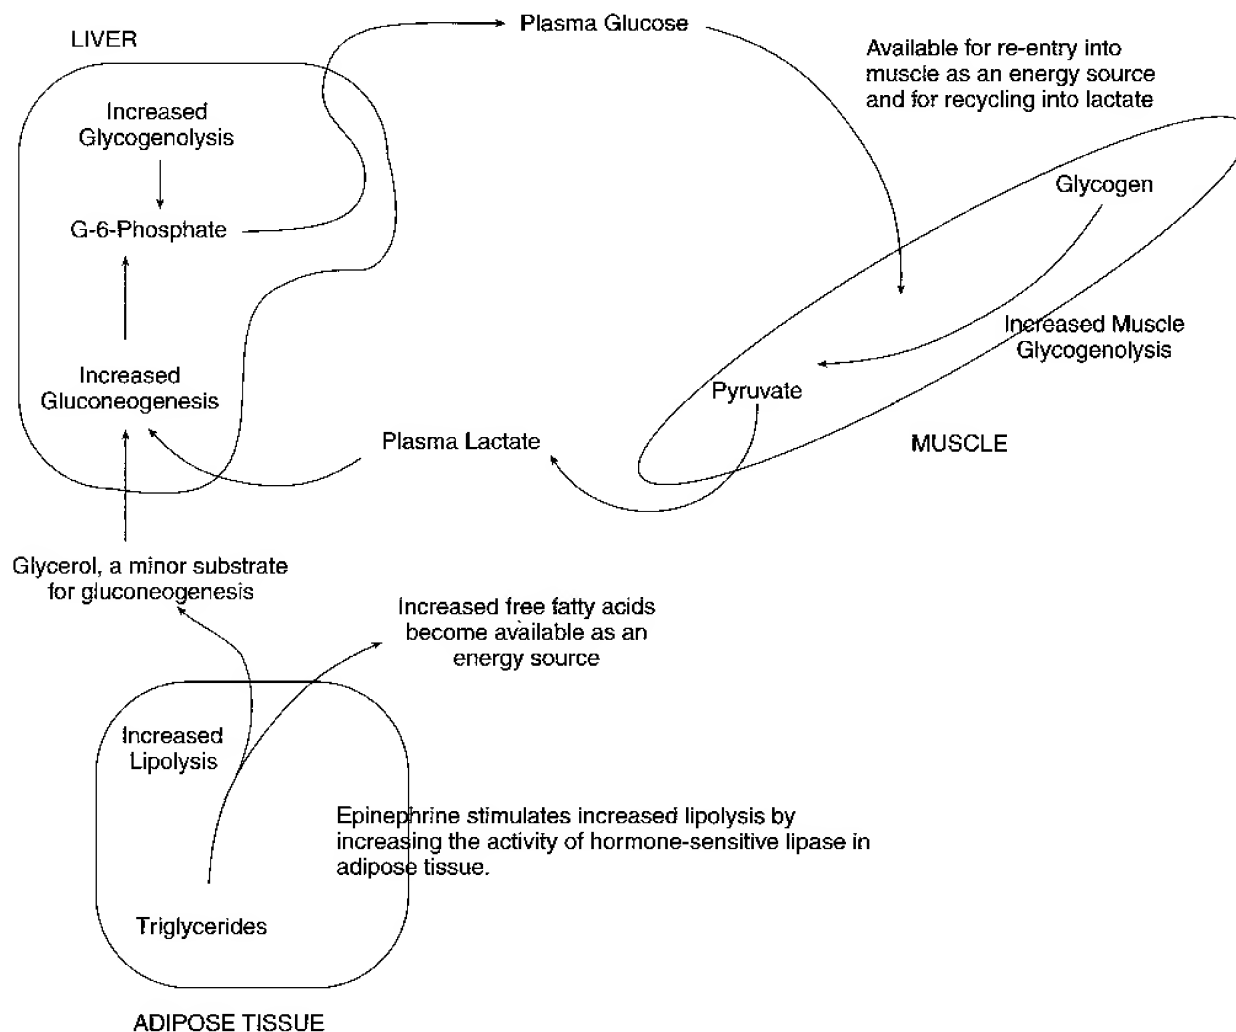 Plasma Glucose
LIVER
Available for re-entry into
muscle as an energy source
and for recycling into lactate
Increased
Glycogenolysis
G-6-Phosphate
Glycogen
Increased Muscle
Glycogenolysis
Increased
Gluconeogenesis
Pyruvate
Plasma Lactate
MUSCLE
Glycerol, a minor substrate
for gluconeogenesis
Increased free fatty acids
become available as an
energy source
Increased
Lipolysis
Epinephrine stimulates increased lipolysis by
increasing the activity of hormone-sensitive lipase in
adipose tissue.
Triglycerides
ADIPOSE TISSUE